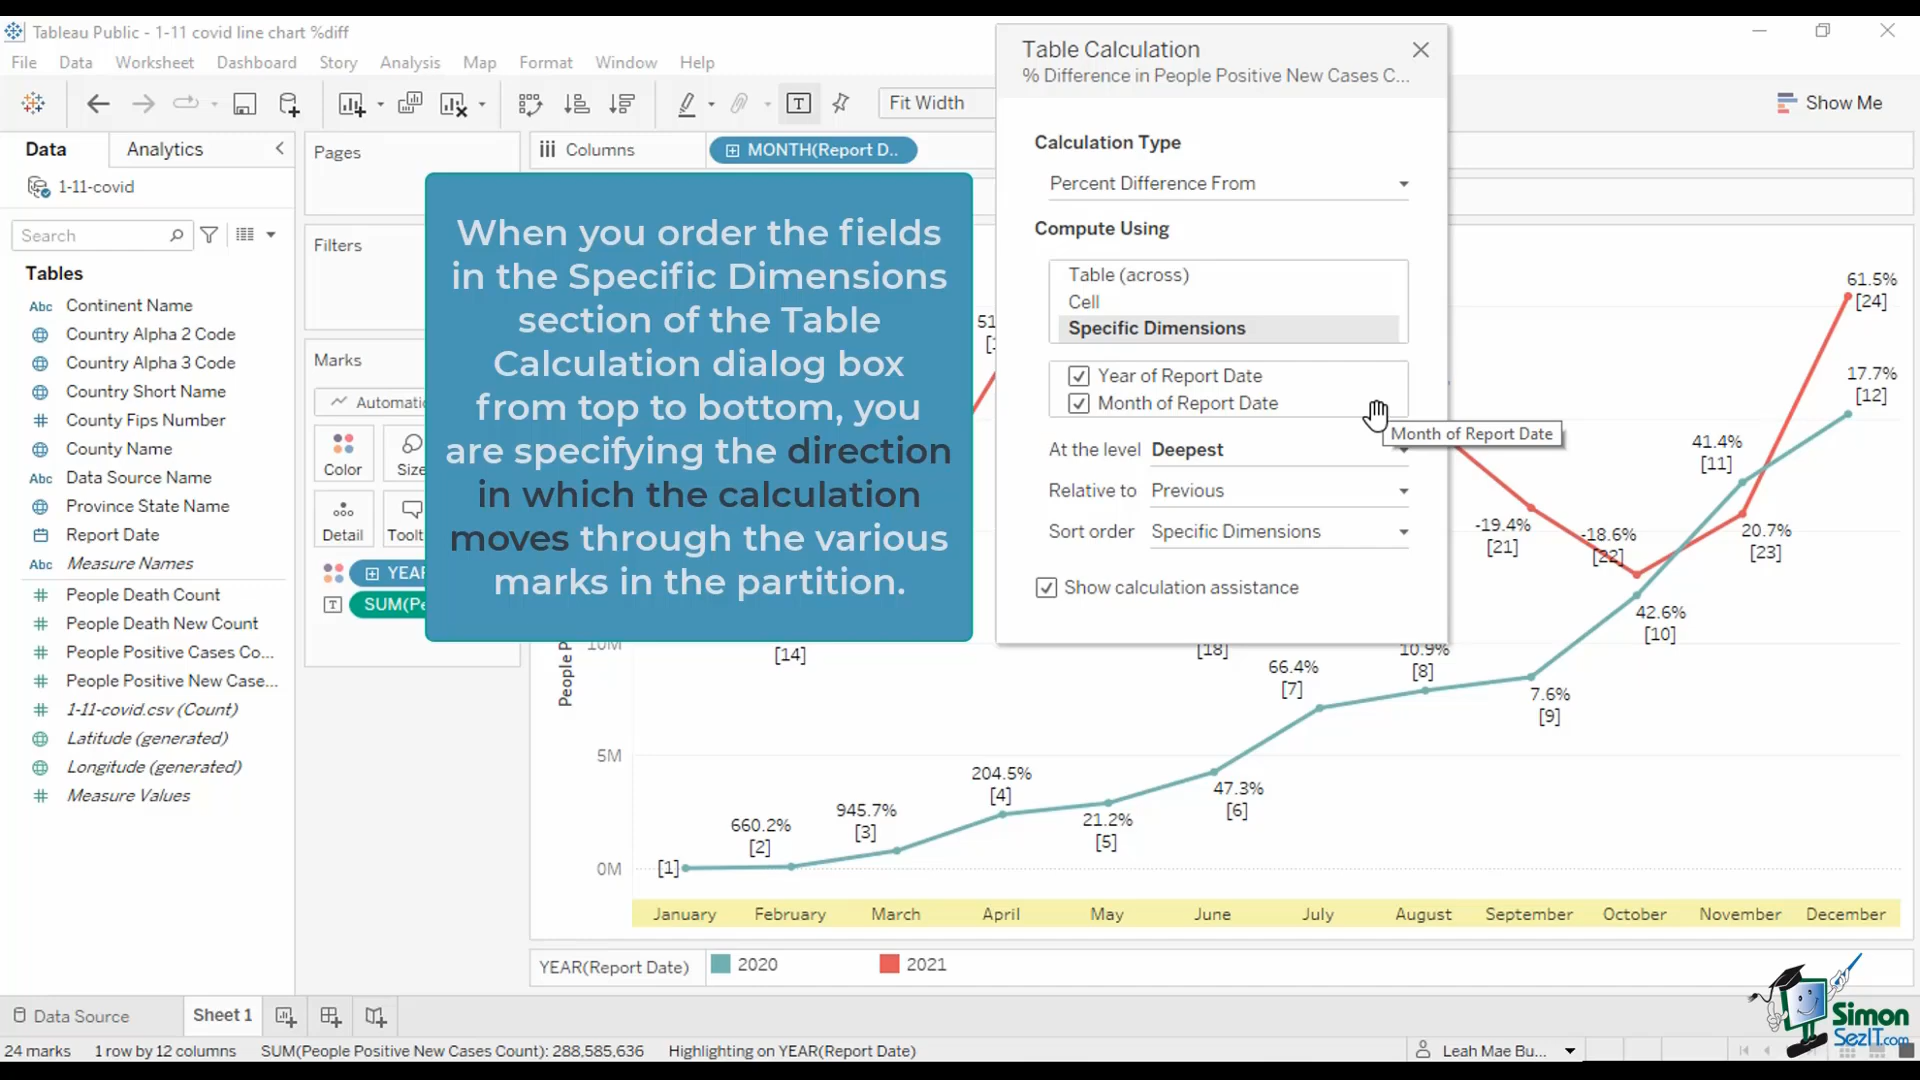 Tableau Public - 1-11 covid line chart %diff
File Data Worksheet Dashboard Story Analysis Map Format Window Help
Fit Width
Show Me
Data
Analytics
1-11-covid
Search
Tables
Abc Continent Name
Country Alpha 2 Code
Country Alpha 3 Code
Country Short Name
County Fips Number
County Name
Abc Data Source Name
Abc Province State Name
Report Date
Abc Measure Names
People Death Count
People Death New Count
People Positive Cases Co...
People Positive New Case...
1-11-covid.csv (Count)
Latitude (generated)
Longitude (generated)
Measure Values
Pages
Filters
Marks
Color
Detail
Columns
MONTH(Report D..
When you order the fields
in the Specific Dimensions
section of the Table
Calculation dialog box
from top to bottom, you
are specifying the direction
in which the calculation
moves through the various
marks in the partition.
Table Calculation
% Difference in People Positive New Cases C...
Calculation Type
Percent Difference From
Compute Using
Table (across)
Cell
Specific Dimensions
Year of Report Date
Month of Report Date
Month of Report Date
At the level Deepest
Relative to Previous
Sort order Specific Dimensions
Show calculation assistance
61.5%
[24]
17.7%
[12]
41.4%
[11]
-19.4%
[21]
-18.6%
[22]
20.7%
[23]
42.6%
[10]
[14]
[18]
10.9%
[8]
66.4%
[7]
7.6%
[9]
10M
5M
204.5%
[4]
47.3%
[6]
945.7%
[3]
21.2%
[5]
660.2%
[2]
0M
[1]
January February March April May June July August September October November December
YEAR(Report Date) 2020 2021
Data Source
Sheet 1
24 marks 1 row by 12 columns SUM(People Positive New Cases Count): 288,585,636 Highlighting on YEAR(Report Date)
Leah Mae Bu...
Simon
SezIT.com